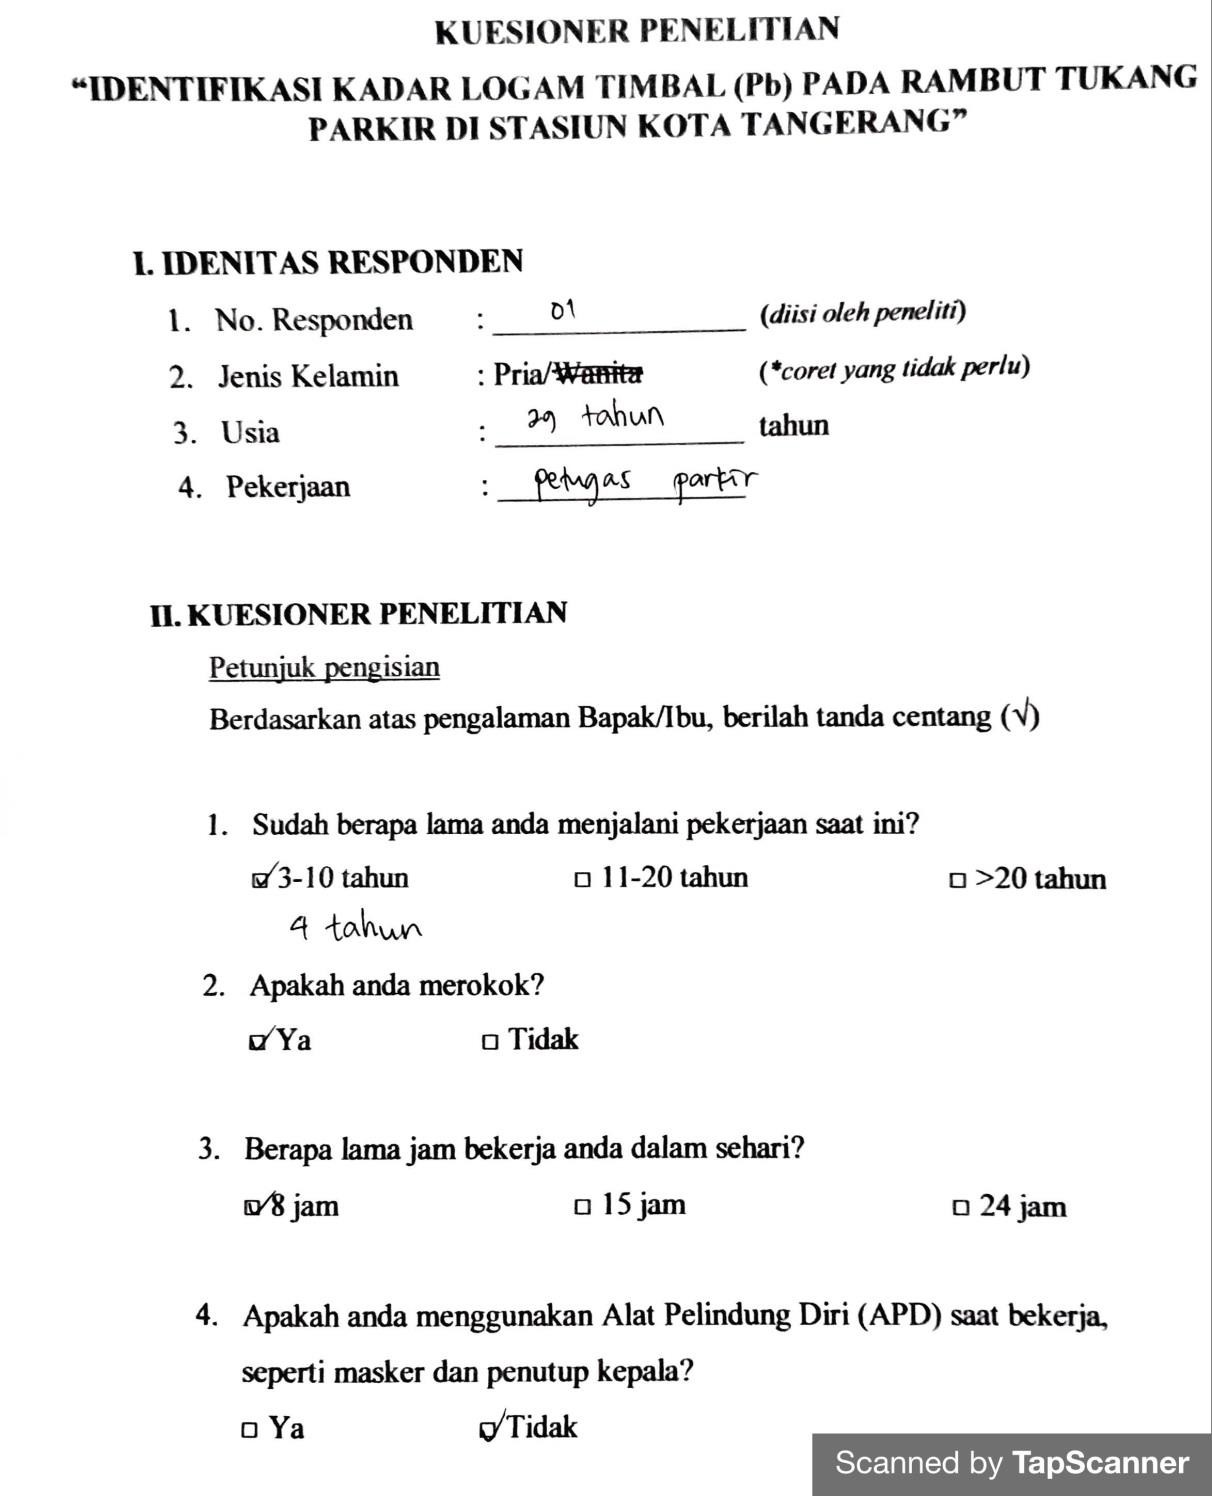 KUESIONER PENELITIAN
“IDENTIFIKASI KADAR LOGAM TIMBAL (Pb) PADA RAMBUT TUKANG
PARKIR DI STASIUN KOTA TANGERANG”
I. IDENITAS RESPONDEN
1. No. Responden : 01 (diisi oleh peneliti)
2. Jenis Kelamin : Pria/Wanita (*coret yang tidak perlu)
3. Usia : 29 tahun tahun
4. Pekerjaan : petugas parkir
II. KUESIONER PENELITIAN
Petunjuk pengisian
Berdasarkan atas pengalaman Bapak/Ibu, berilah tanda centang (√)
1. Sudah berapa lama anda menjalani pekerjaan saat ini?
☑ 3-10 tahun □ 11-20 tahun □ >20 tahun
4 tahun
2. Apakah anda merokok?
☑ Ya □ Tidak
3. Berapa lama jam bekerja anda dalam sehari?
☑ 8 jam □ 15 jam □ 24 jam
4. Apakah anda menggunakan Alat Pelindung Diri (APD) saat bekerja,
seperti masker dan penutup kepala?
□ Ya ☑ Tidak
Scanned by TapScanner